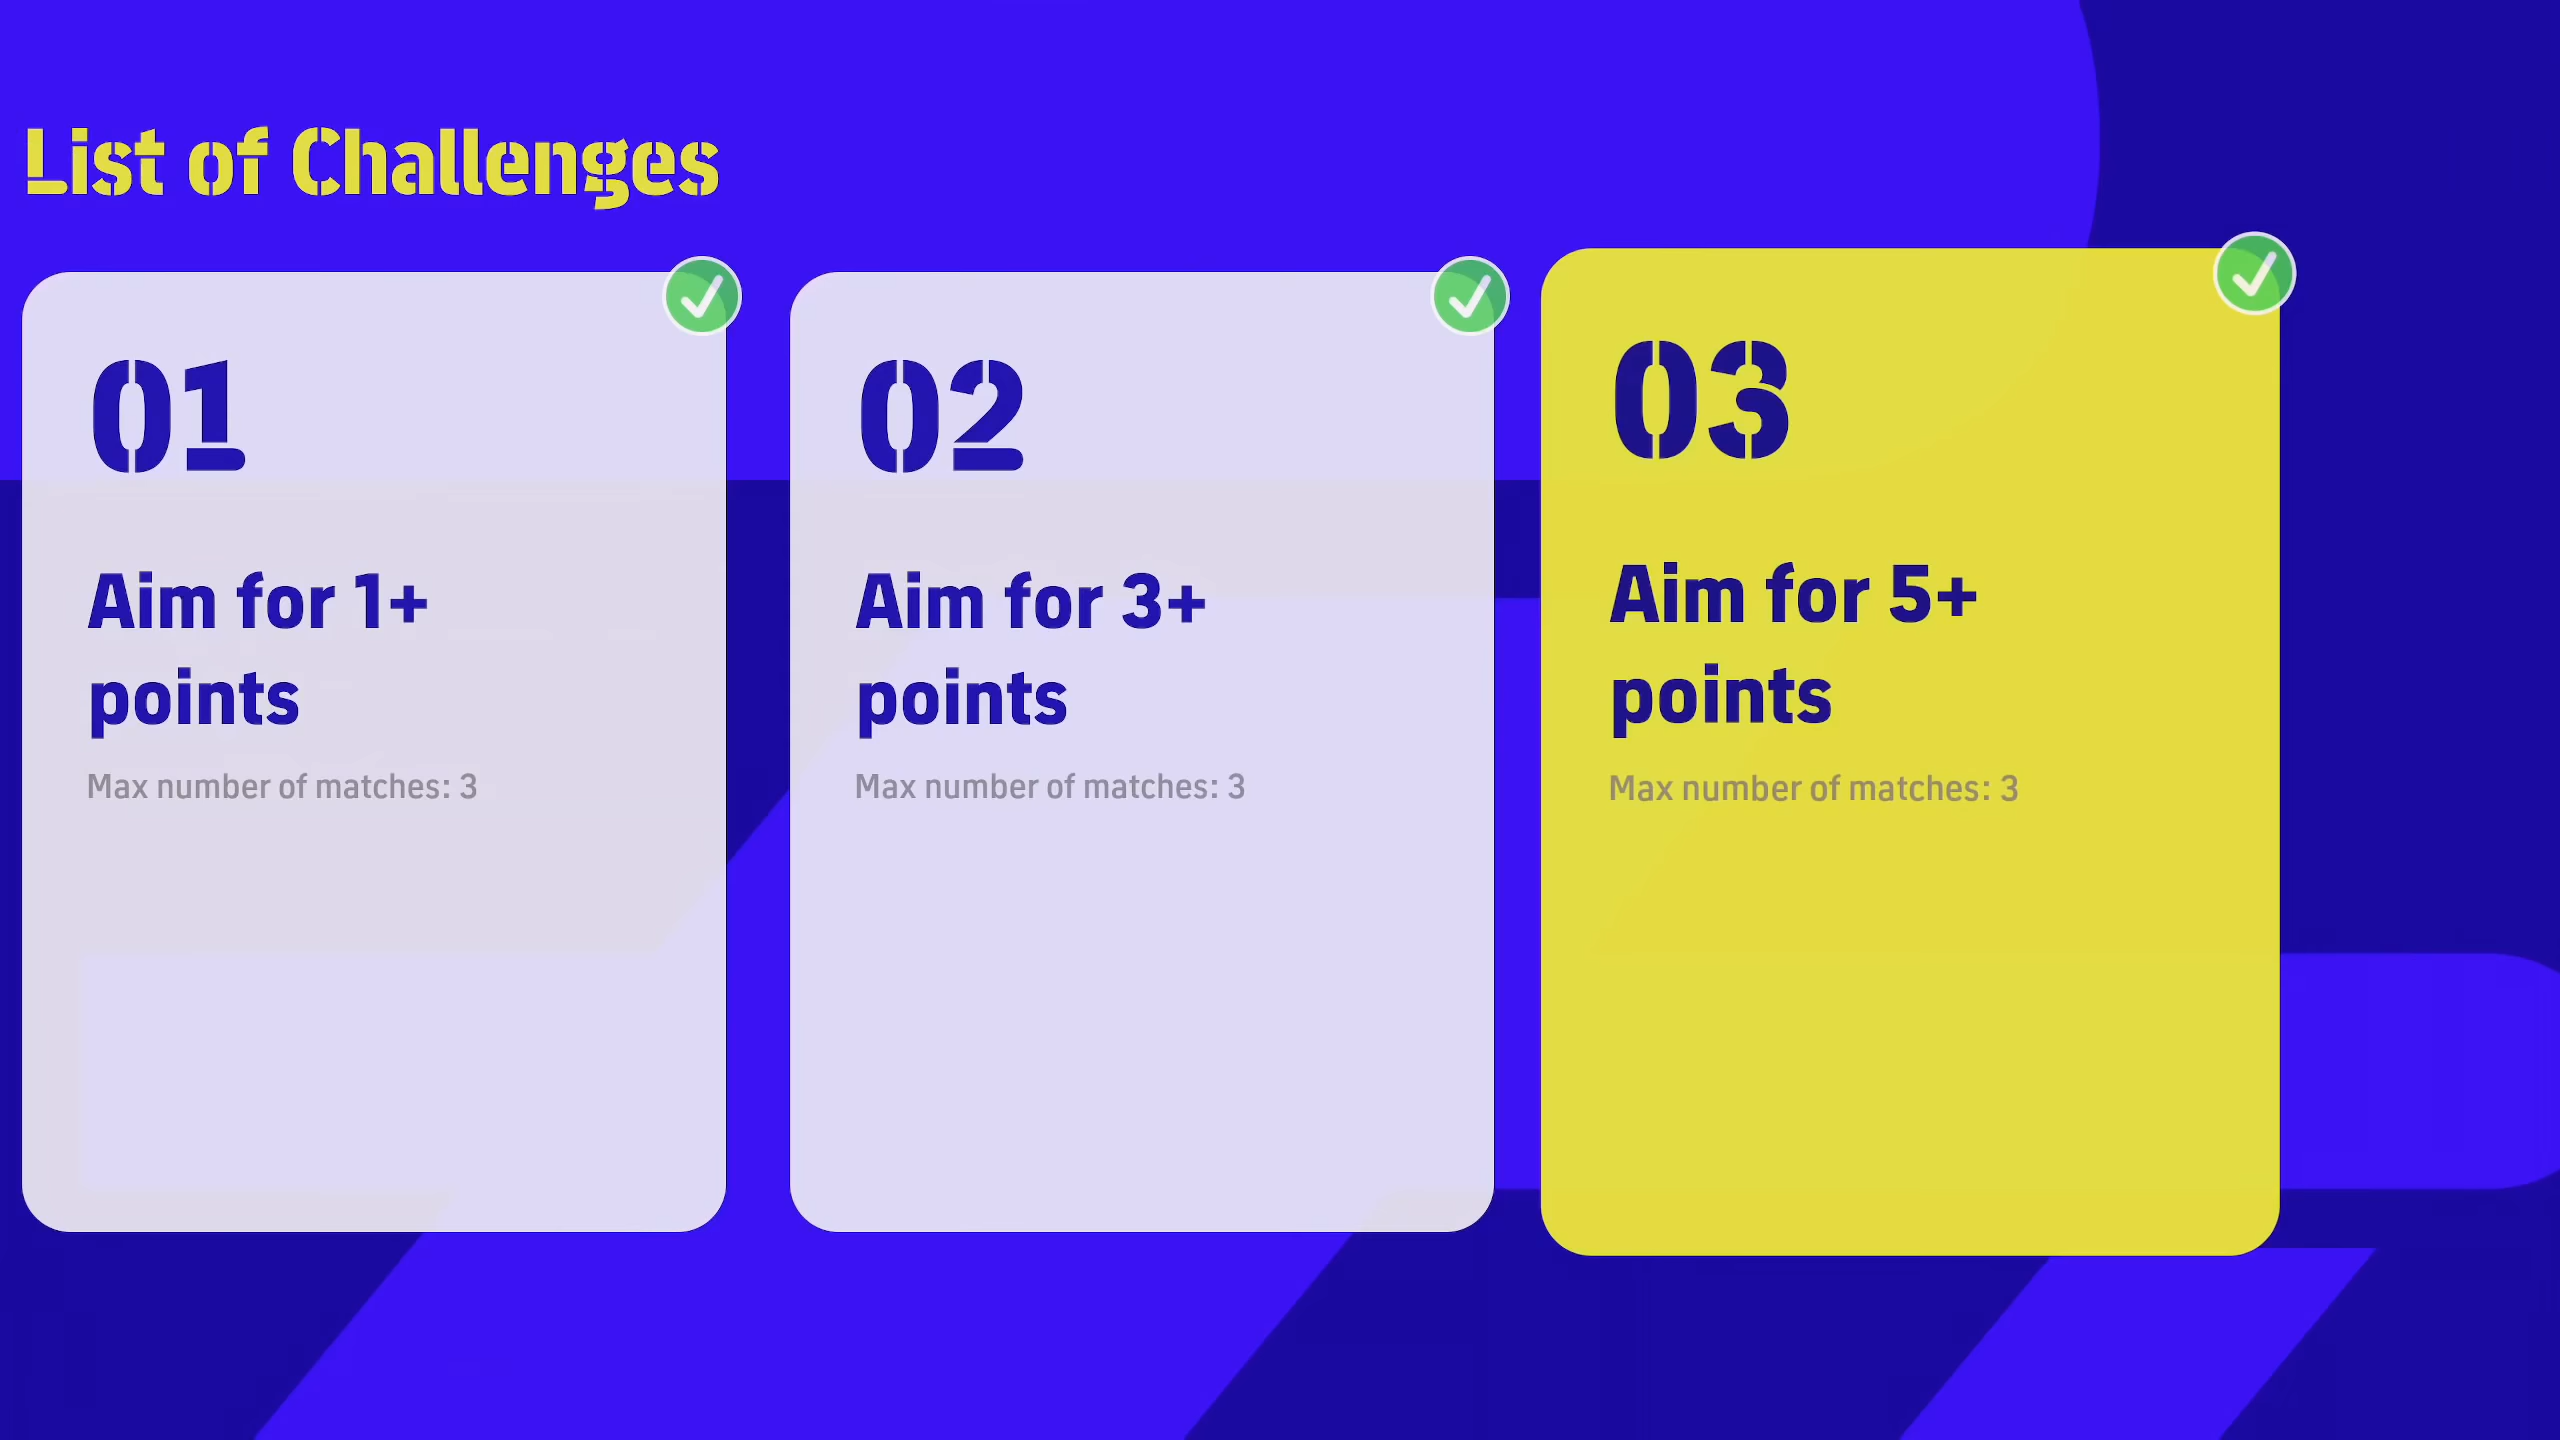 List of Challenges
01
Aim for 1+
points
Max number of matches: 3
02
Aim for 3+
points
Max number of matches: 3
03
Aim for 5+
points
Max number of matches: 3